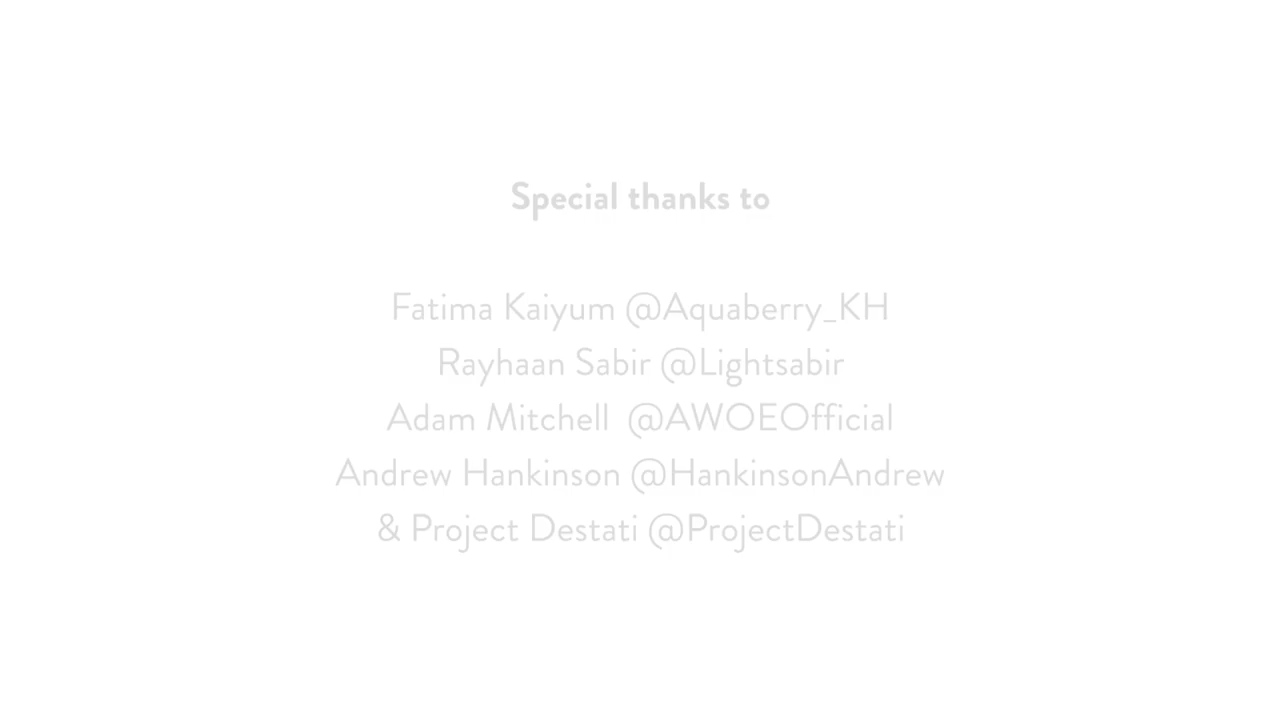 Special thanks to
Fatima Kaiyum @Aquaberry_KH
Rayhaan Sabir @Lightsabir
Adam Mitchell @AWOEOfficial
Andrew Hankinson @HankinsonAndrew
& Project Destati @ProjectDestati